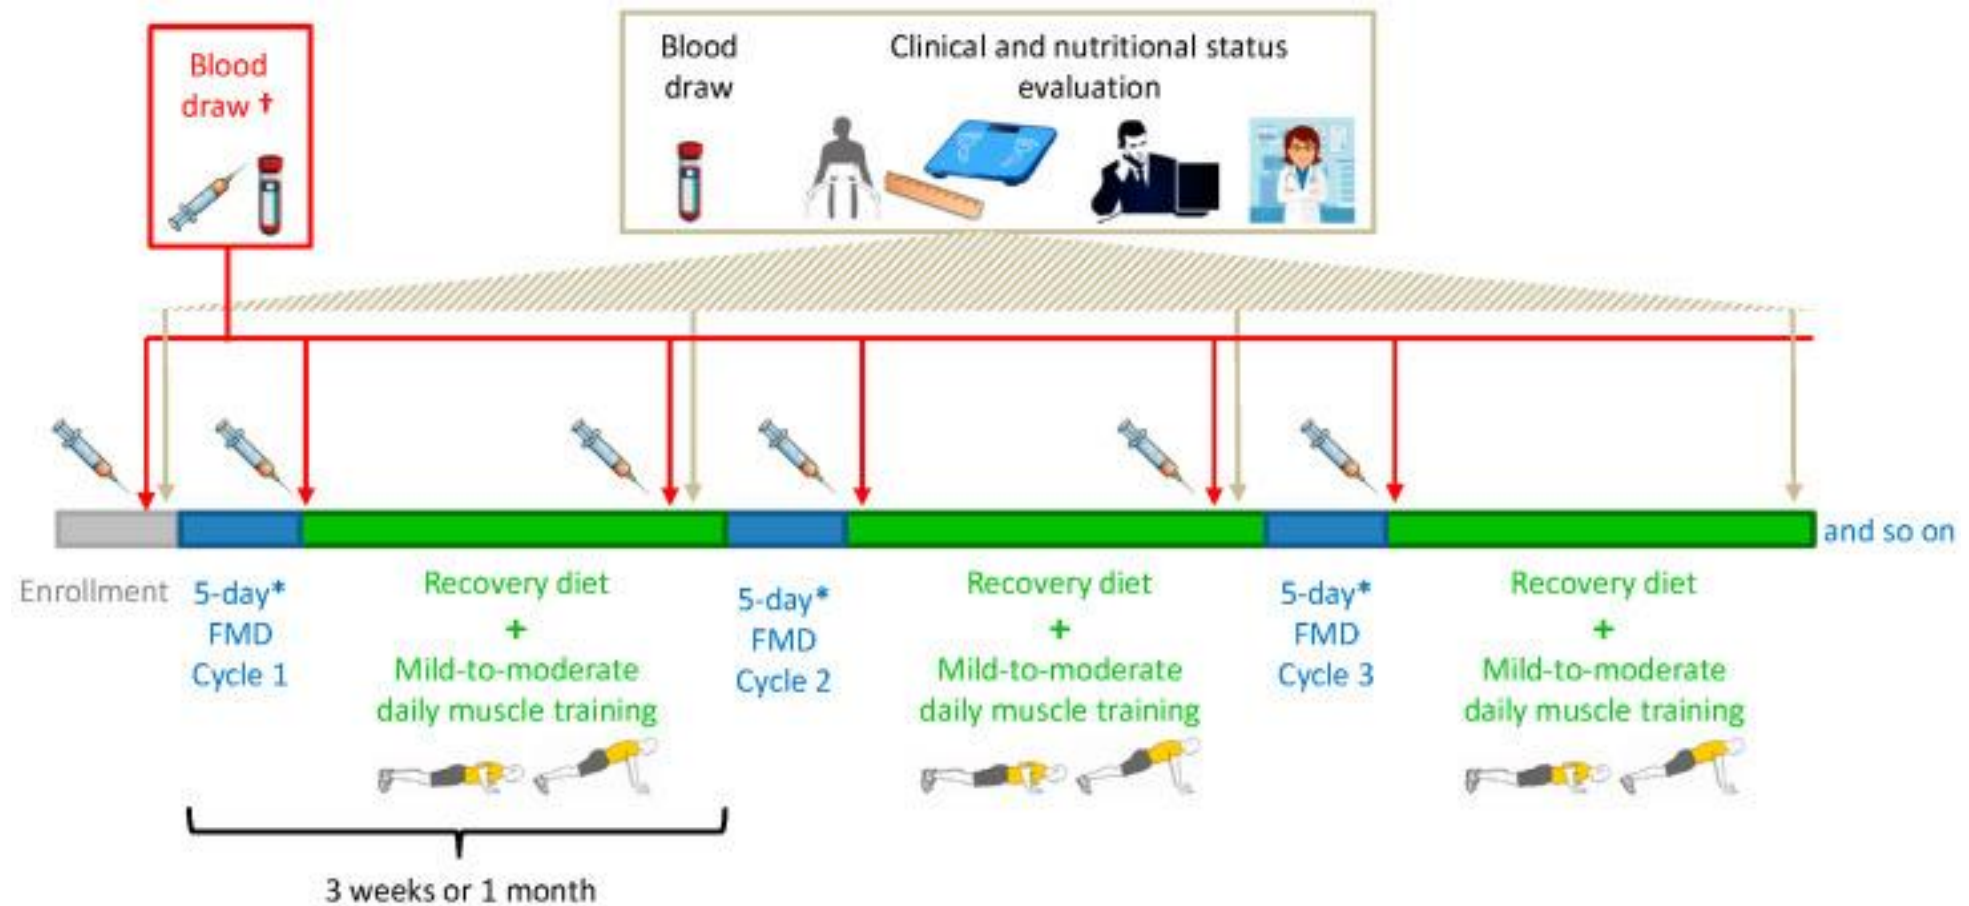 Blood
draw †
Blood
draw
Clinical and nutritional status
evaluation
and so on
Enrollment
5-day*
FMD
Cycle 1
Recovery diet
+
Mild-to-moderate
daily muscle training
5-day*
FMD
Cycle 2
Recovery diet
+
Mild-to-moderate
daily muscle training
5-day*
FMD
Cycle 3
Recovery diet
+
Mild-to-moderate
daily muscle training
3 weeks or 1 month